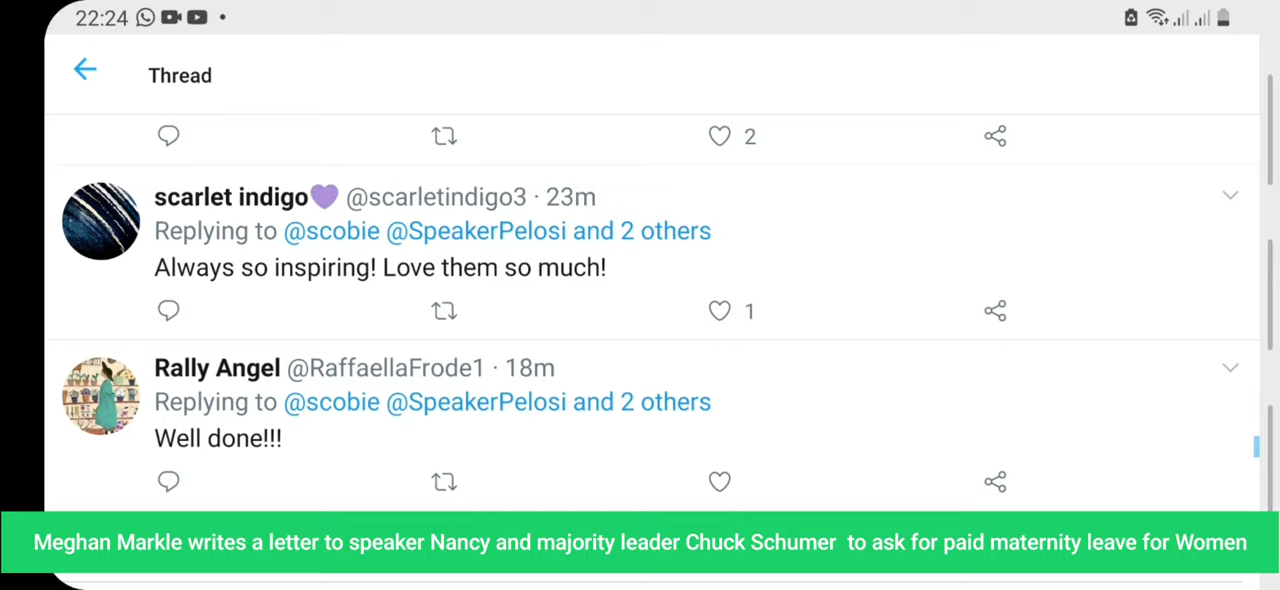 22:24
Thread
2
scarlet indigo💜 @scarletindigo3 · 23m
Replying to @scobie @SpeakerPelosi and 2 others
Always so inspiring! Love them so much!
1
Rally Angel @RaffaellaFrode1 · 18m
Replying to @scobie @SpeakerPelosi and 2 others
Well done!!!
Meghan Markle writes a letter to speaker Nancy and majority leader Chuck Schumer to ask for paid maternity leave for Women